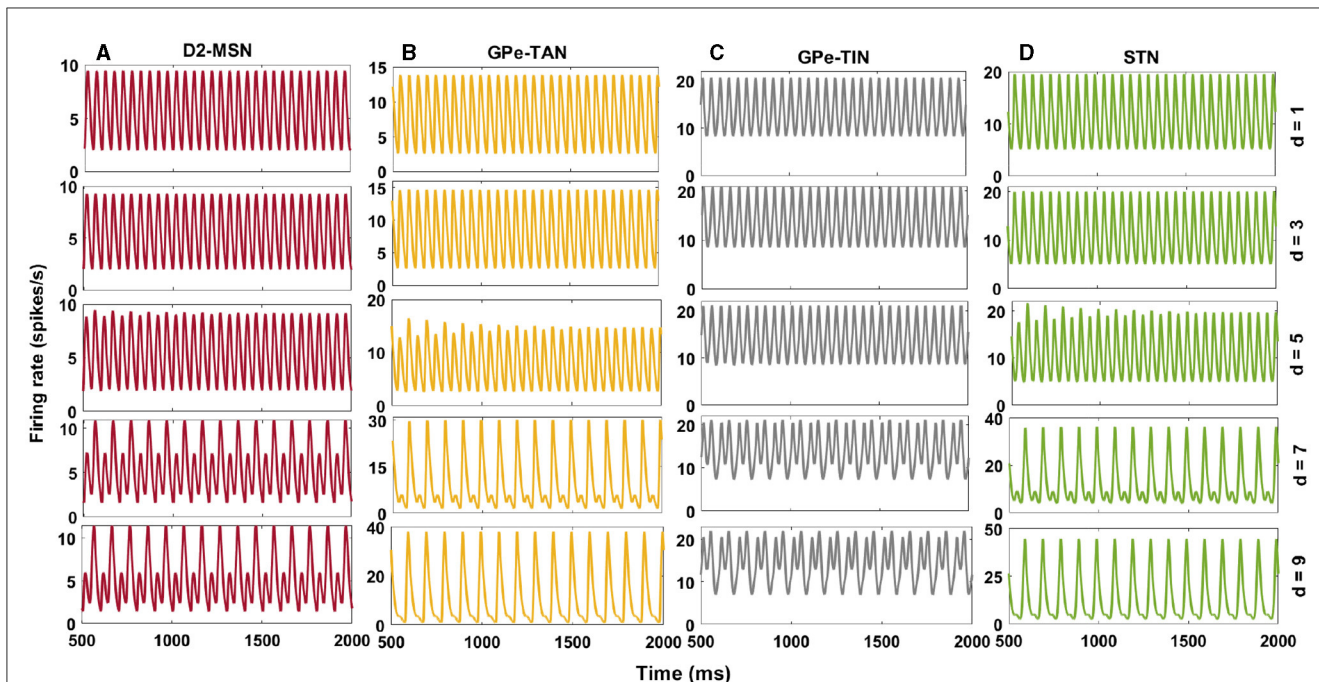 A D2-MSN B GPe-TAN C GPe-TIN D STN
10 5 0 15 10 5 0 20 10 0 20 10 0 d = 1
10 5 0 15 10 5 0 20 10 0 20 10 0 d = 3
10 5 0 20 10 0 20 10 0 20 10 0 d = 5
10 5 0 30 15 0 20 10 0 40 20 0 d = 7
10 5 0 40 20 0 20 10 0 50 25 0 d = 9
500 1000 1500 2000 500 1000 1500 2000 500 1000 1500 2000 500 1000 1500 2000
Firing rate (spikes/s)
Time (ms)